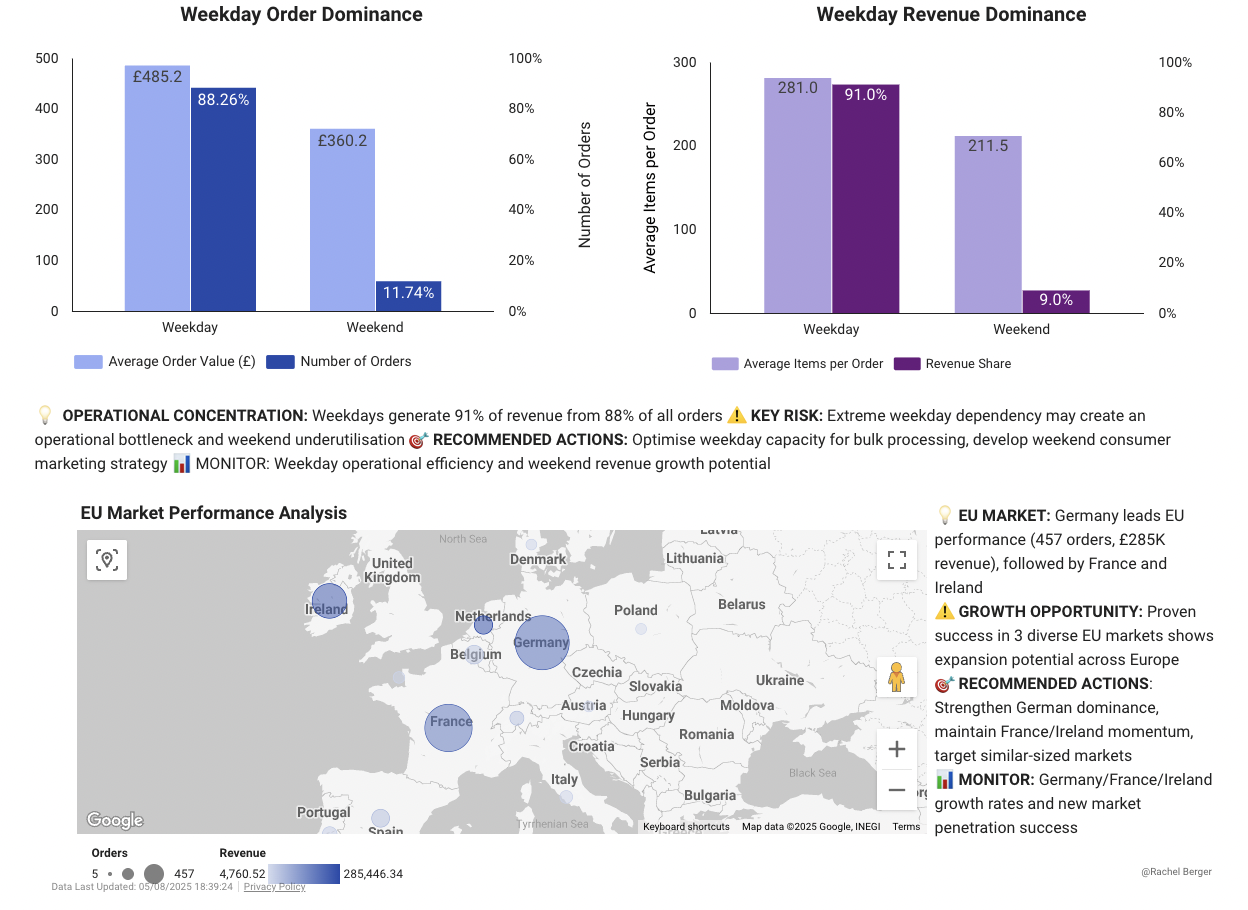 Weekday Order Dominance
500
400
300
200
100
0
£485.2
88.26%
£360.2
11.74%
100%
80%
60%
40%
20%
0%
Number of Orders
Weekday
Weekend
Average Order Value (£)
Number of Orders
Weekday Revenue Dominance
Average Items per Order
300
200
100
0
281.0
91.0%
211.5
9.0%
100%
80%
60%
40%
20%
0%
Weekday
Weekend
Average Items per Order
Revenue Share
💡 OPERATIONAL CONCENTRATION: Weekdays generate 91% of revenue from 88% of all orders ⚠️ KEY RISK: Extreme weekday dependency may create an
operational bottleneck and weekend underutilisation 🎯 RECOMMENDED ACTIONS: Optimise weekday capacity for bulk processing, develop weekend consumer
marketing strategy 📊 MONITOR: Weekday operational efficiency and weekend revenue growth potential
EU Market Performance Analysis
North Sea
Latvia
Denmark
Lithuania
United
Kingdom
Ireland
Netherlands
Poland
Belarus
Germany
Belgium
Czechia
Slovakia
Ukraine
Austria
Hungary
Moldova
France
Romania
Croatia
Serbia
Italy
Black Sea
Bulgaria
Portugal
Spain
Tyrrhenian Sea
Google
Keyboard shortcuts
Map data ©2025 Google, INEGI
Terms
💡 EU MARKET: Germany leads EU
performance (457 orders, £285K
revenue), followed by France and
Ireland
⚠️ GROWTH OPPORTUNITY: Proven
success in 3 diverse EU markets shows
expansion potential across Europe
🎯 RECOMMENDED ACTIONS:
Strengthen German dominance,
maintain France/Ireland momentum,
target similar-sized markets
📊 MONITOR: Germany/France/Ireland
growth rates and new market
penetration success
Orders
5
457
Revenue
4,760.52
285,446.34
Data Last Updated: 05/08/2025 18:39:24 | Privacy Policy
@Rachel Berger